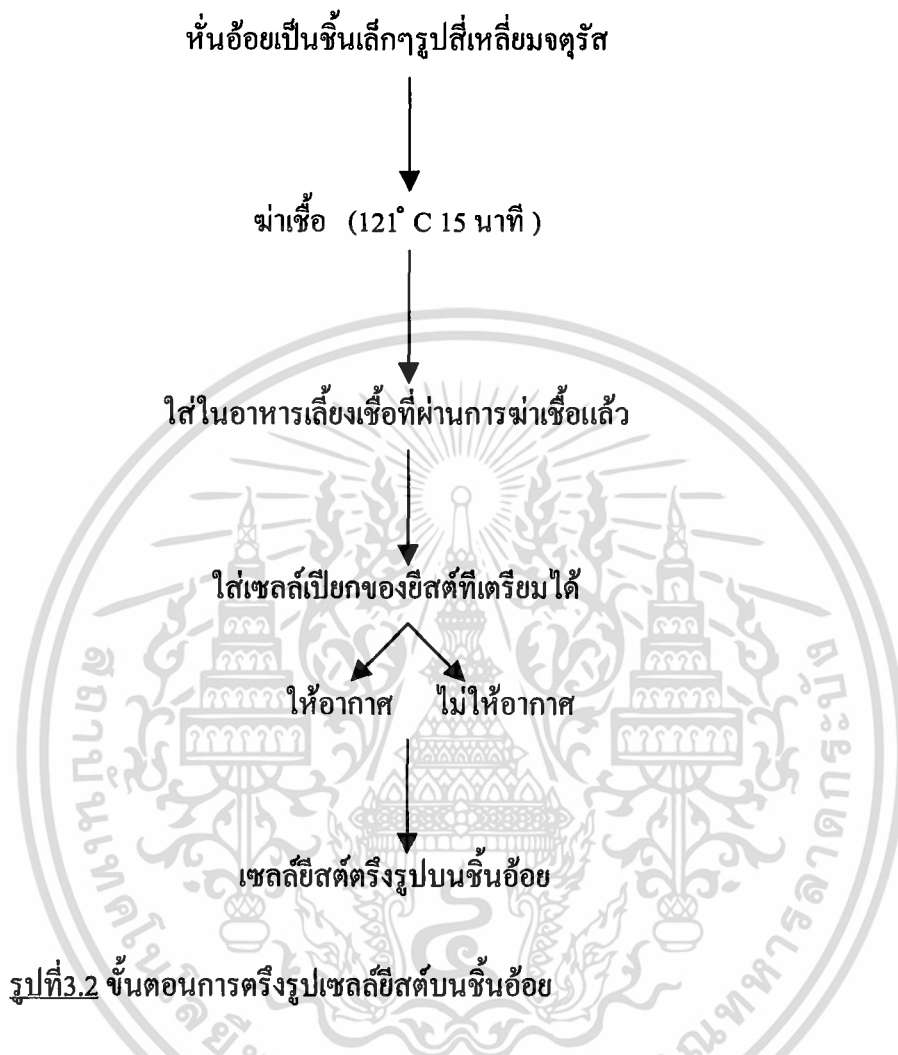 หั่นอ้อยเป็นชิ้นเล็กๆรูปสี่เหลี่ยมจตุรัส
ฆ่าเชื้อ (121° C 15 นาที )
ใส่ในอาหารเลี้ยงเชื้อที่ผ่านการฆ่าเชื้อแล้ว
ใส่เซลล์เปียกของยีสต์ที่เตรียมได้
ให้อากาศ ไม่ให้อากาศ
เซลล์ยีสต์ตรึงรูปบนชิ้นอ้อย
รูปที่3.2 ขั้นตอนการตรึงรูปเซลล์ยีสต์บนชิ้นอ้อย